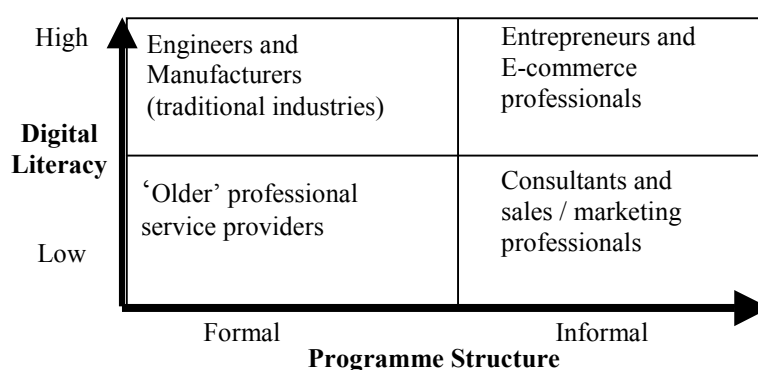 High
Engineers and
Manufacturers
(traditional industries)
Entrepreneurs and
E-commerce
professionals
Digital
Literacy
‘Older’ professional
service providers
Consultants and
sales / marketing
professionals
Low
Formal
Informal
Programme Structure